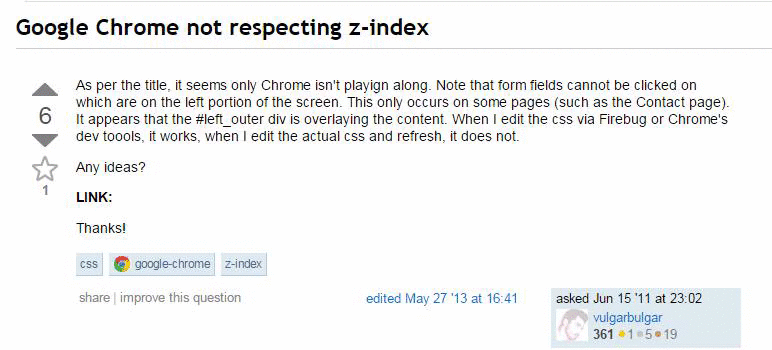 Google Chrome not respecting z-index
As per the title, it seems only Chrome isn't playign along. Note that form fields cannot be clicked on
which are on the left portion of the screen. This only occurs on some pages (such as the Contact page).
6
It appears that the #left_outer div is overlaying the content. When I edit the css via Firebug or Chrome's
dev toools, it works, when I edit the actual css and refresh, it does not.
Any ideas?
1
LINK:
Thanks!
css google-chrome z-index
share | improve this question edited May 27 '13 at 16:41 asked Jun 15 '11 at 23:02
vulgarbulgar
361 1 5 19